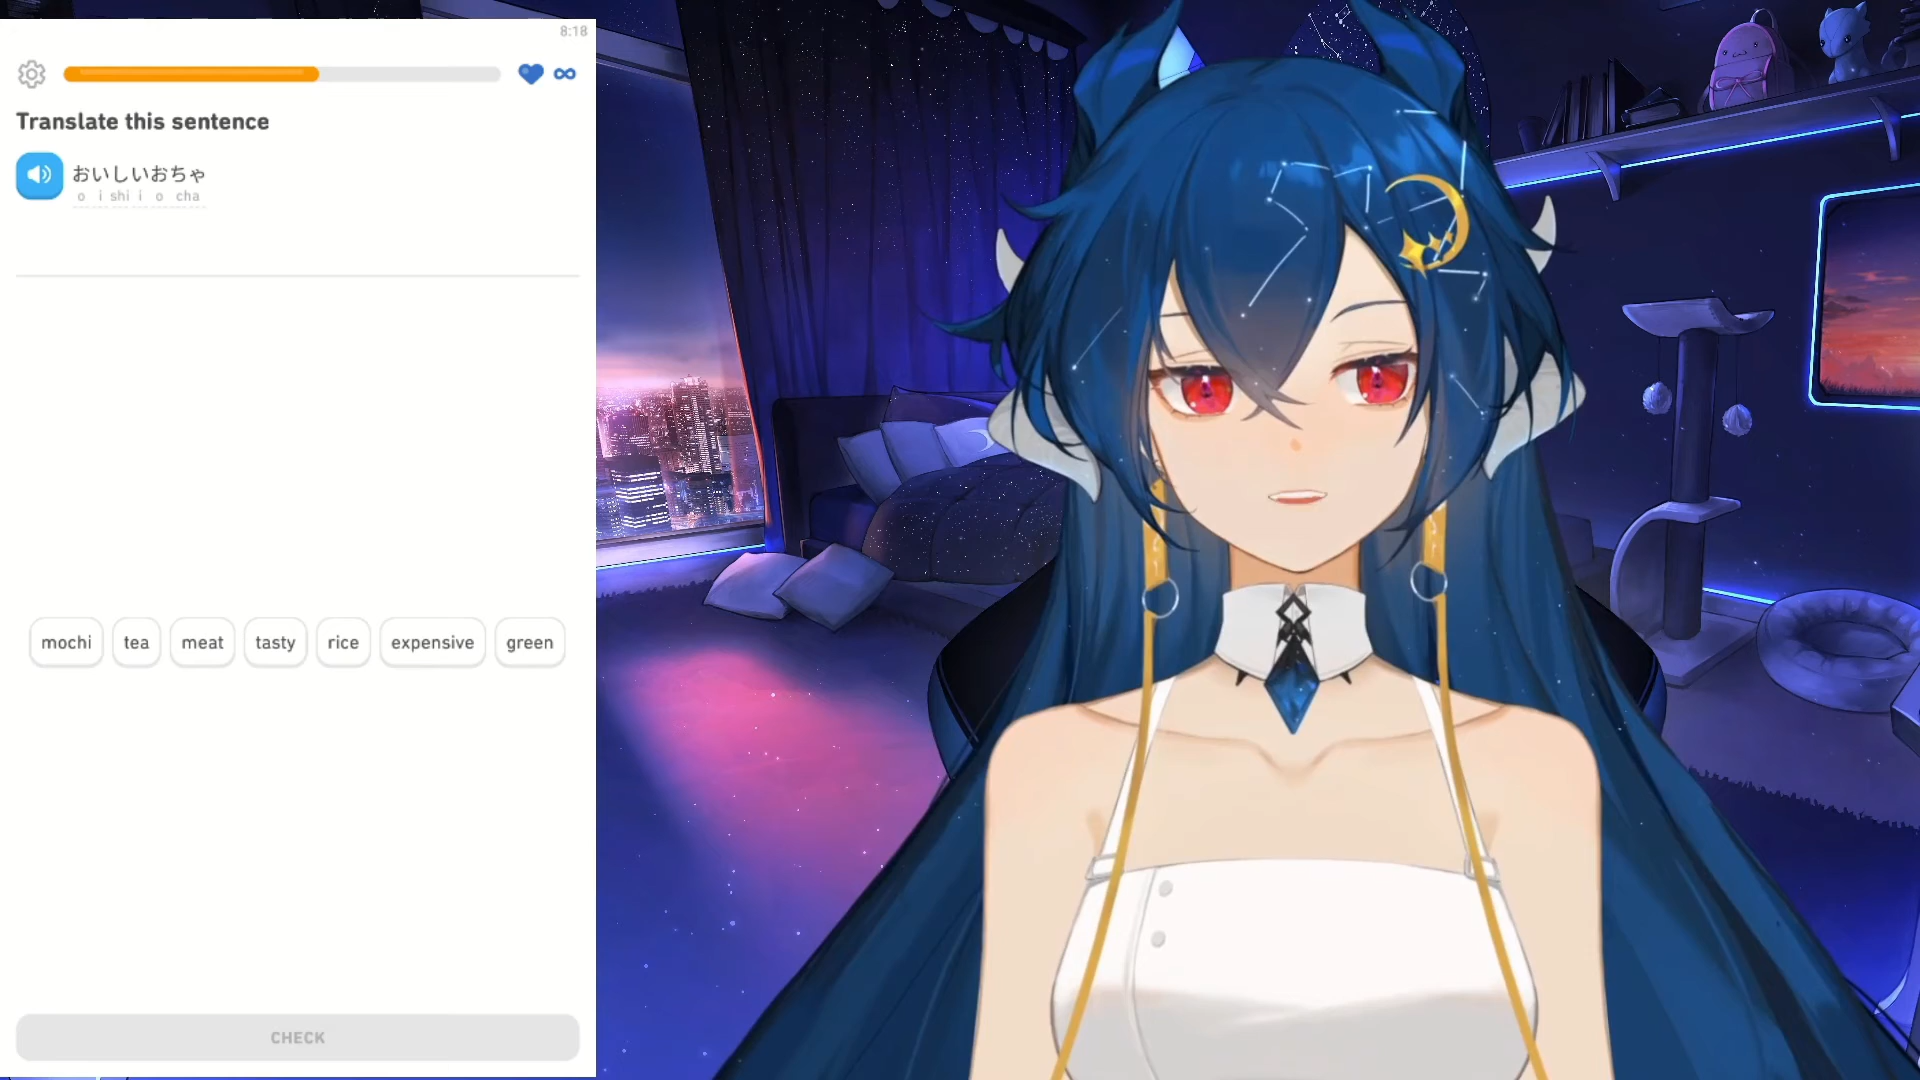 8:18
Translate this sentence
おいしいおちゃ
o i shi i o cha
mochi tea meat tasty rice expensive green
CHECK